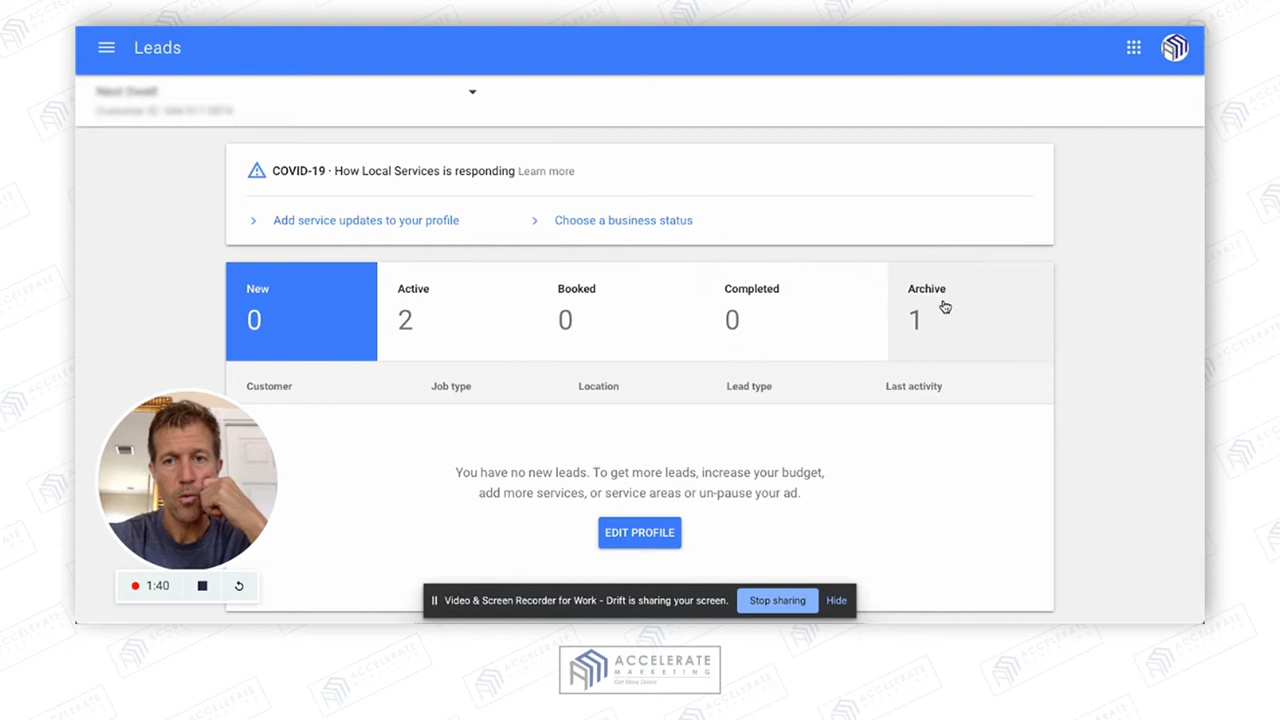 Leads
COVID-19 · How Local Services is responding Learn more
Add service updates to your profile
Choose a business status
New
0
Active
2
Booked
0
Completed
0
Archive
1
Customer
Job type
Location
Lead type
Last activity
You have no new leads. To get more leads, increase your budget,
add more services, or service areas or un-pause your ad.
EDIT PROFILE
1:40
Video & Screen Recorder for Work - Drift is sharing your screen.
Stop sharing
Hide
ACCELERATE
MARKETING
Get More Doors